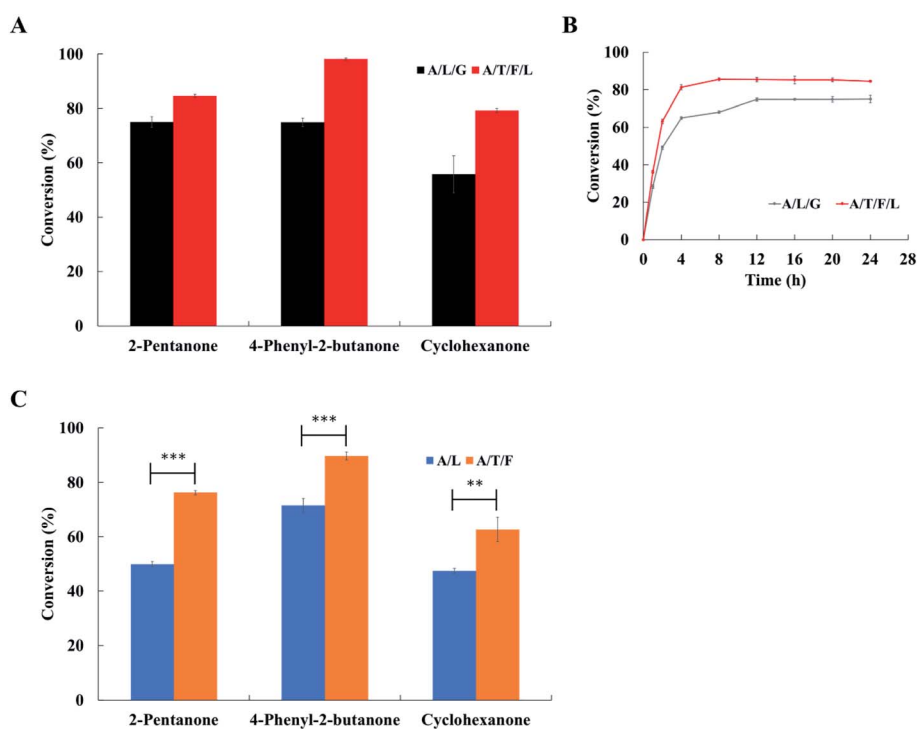 A
Conversion (%)
100
80
60
40
20
0
A/L/G A/T/F/L
2-Pentanone 4-Phenyl-2-butanone Cyclohexanone
B
Conversion (%)
100
80
60
40
20
0
A/L/G A/T/F/L
0 4 8 12 16 20 24 28
Time (h)
C
Conversion (%)
100
80
60
40
20
0
*** *** **
A/L A/T/F
2-Pentanone 4-Phenyl-2-butanone Cyclohexanone